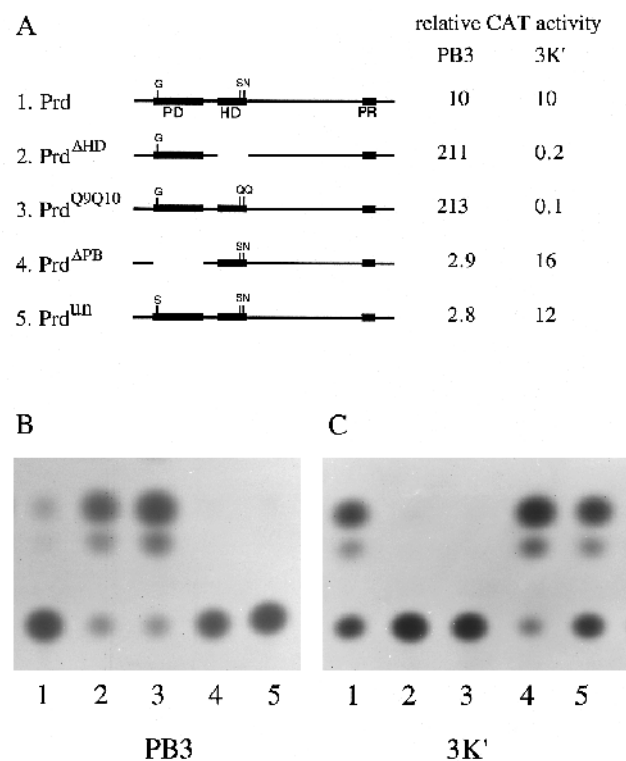 A
relative CAT activity
PB3 3K'
G SN
1. Prd 10 10
PD HD PR
G
2. Prd^ΔHD 211 0.2
G QQ
3. Prd^Q9Q10 213 0.1
SN
4. Prd^ΔPB 2.9 16
S SN
5. Prd^un 2.8 12
B C
1 2 3 4 5 1 2 3 4 5
PB3 3K'